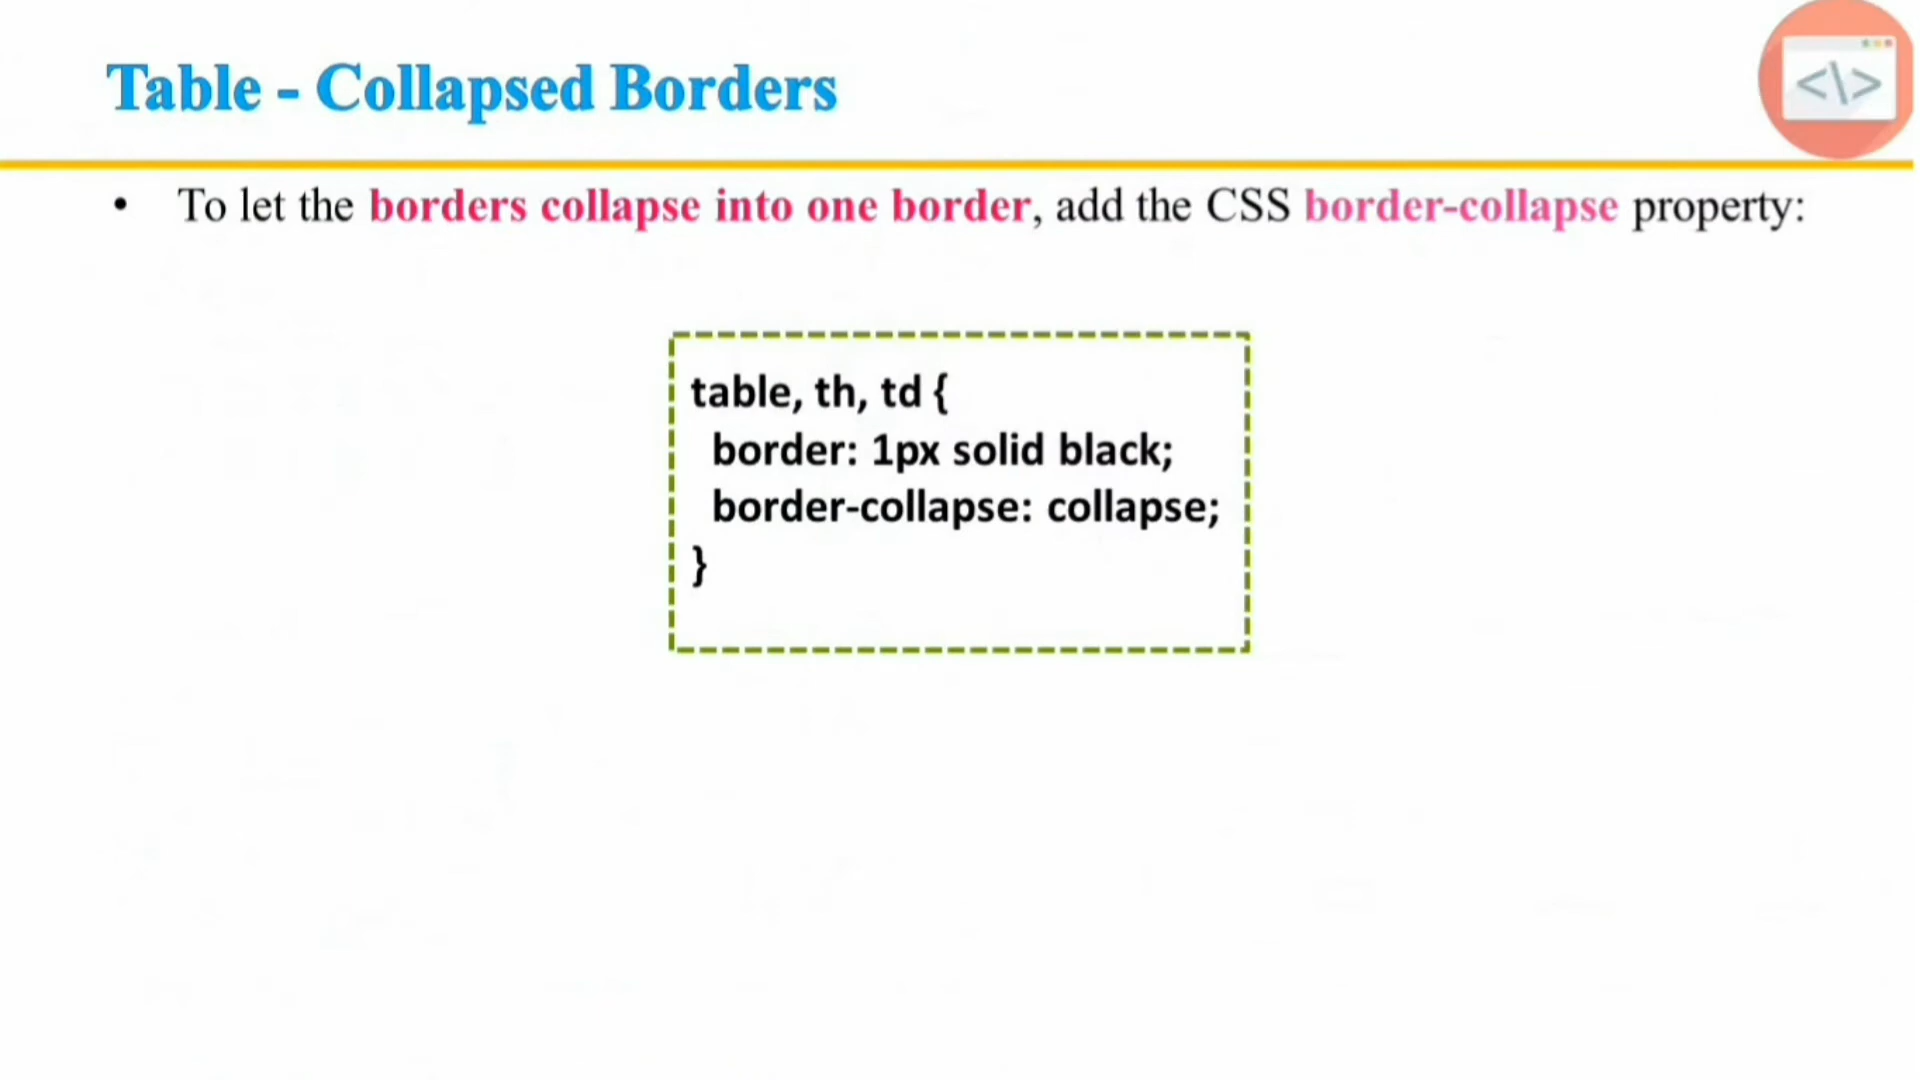 Table - Collapsed Borders
</\>
• To let the borders collapse into one border, add the CSS border-collapse property:
table, th, td {
border: 1px solid black;
border-collapse: collapse;
}